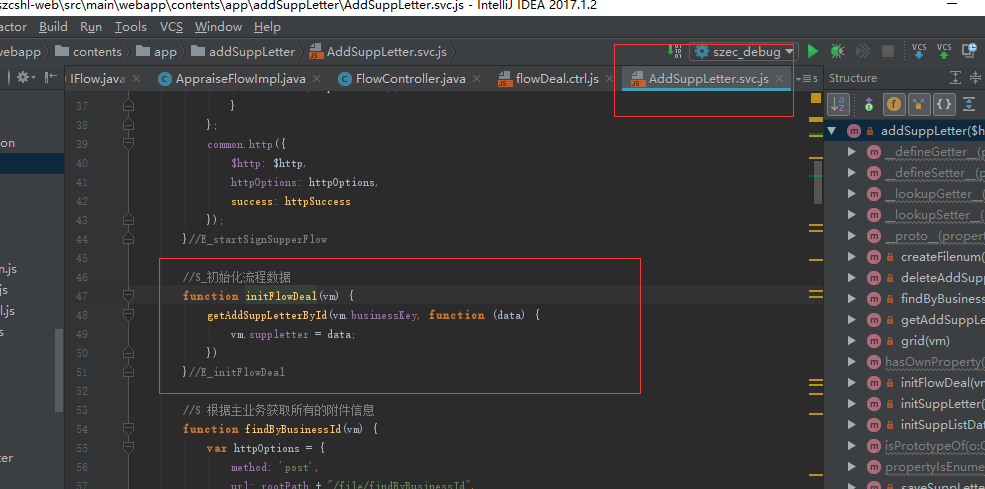 szcshl-web\src\main\webapp\contents\app\addSuppLetter\AddSuppLetter.svc.js - IntelliJ IDEA 2017.1.2
actor Build Run Tools VCS Window Help
webapp contents app addSuppLetter AddSuppLetter.svc.js szec_debug VCS VCS
IFlow.java AppraiseFlowImpl.java FlowController.java flowDeal.ctrl.js AddSuppLetter.svc.js Structure
37 }
38 };
39 common.http({
40 $http: $http,
41 httpOptions: httpOptions,
42 success: httpSuccess
43 });
44 }//E_startSignSupperFlow
45
46 //S_初始化流程数据
47 function initFlowDeal(vm) {
48 getAddSuppLetterById(vm.businessKey, function (data) {
49 vm.suppletter = data;
50 })
51 }//E_initFlowDeal
52
53 //S 根据主业务获取所有的附件信息
54 function findByBusinessId(vm) {
55 var httpOptions = {
56 method: 'post',
url: rootPath + "/file/findByBusinessId",
on
n.js
js
l.js
s
ter
addSuppLetter($h
__defineGetter__(p
__defineSetter__(p
__lookupGetter__(
__lookupSetter__(
__proto__(propert
createFilenum(
deleteAddSupp
findByBusiness
getAddSuppLe
grid(vm)
hasOwnProperty(
initFlowDeal(vn
initSuppLetter(
initSuppListDat
isPrototypeOf(o:O
propertyIsEnume
saveSuppLetter